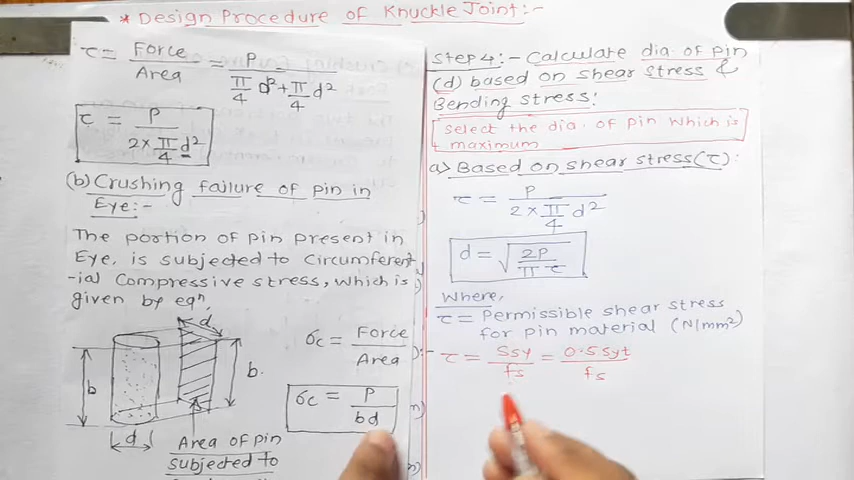 * Design Procedure of Knuckle Joint:-
τ = Force / Area = P / (π/4 d² + π/4 d²)
τ = P / (2 × π/4 d²)
(b) Crushing failure of pin in
Eye:-
The portion of pin present in
Eye, is subjected to circumferent
-ial compressive stress, which is
given by eqⁿ.
d
b
b.
d
σc = Force / Area
σc = P / bd
Area of pin
subjected to
Step 4:- Calculate dia. of pin
(d) based on shear stress &
Bending stress:
Select the dia. of pin which is
maximum
a) Based on shear stress (τ):
τ = P / (2 × π/4 d²)
d = √(2P / π τ)
Where,
τ = Permissible shear stress
for pin material (N/mm²)
τ = Ssy / fs = 0.5 Syt / fs